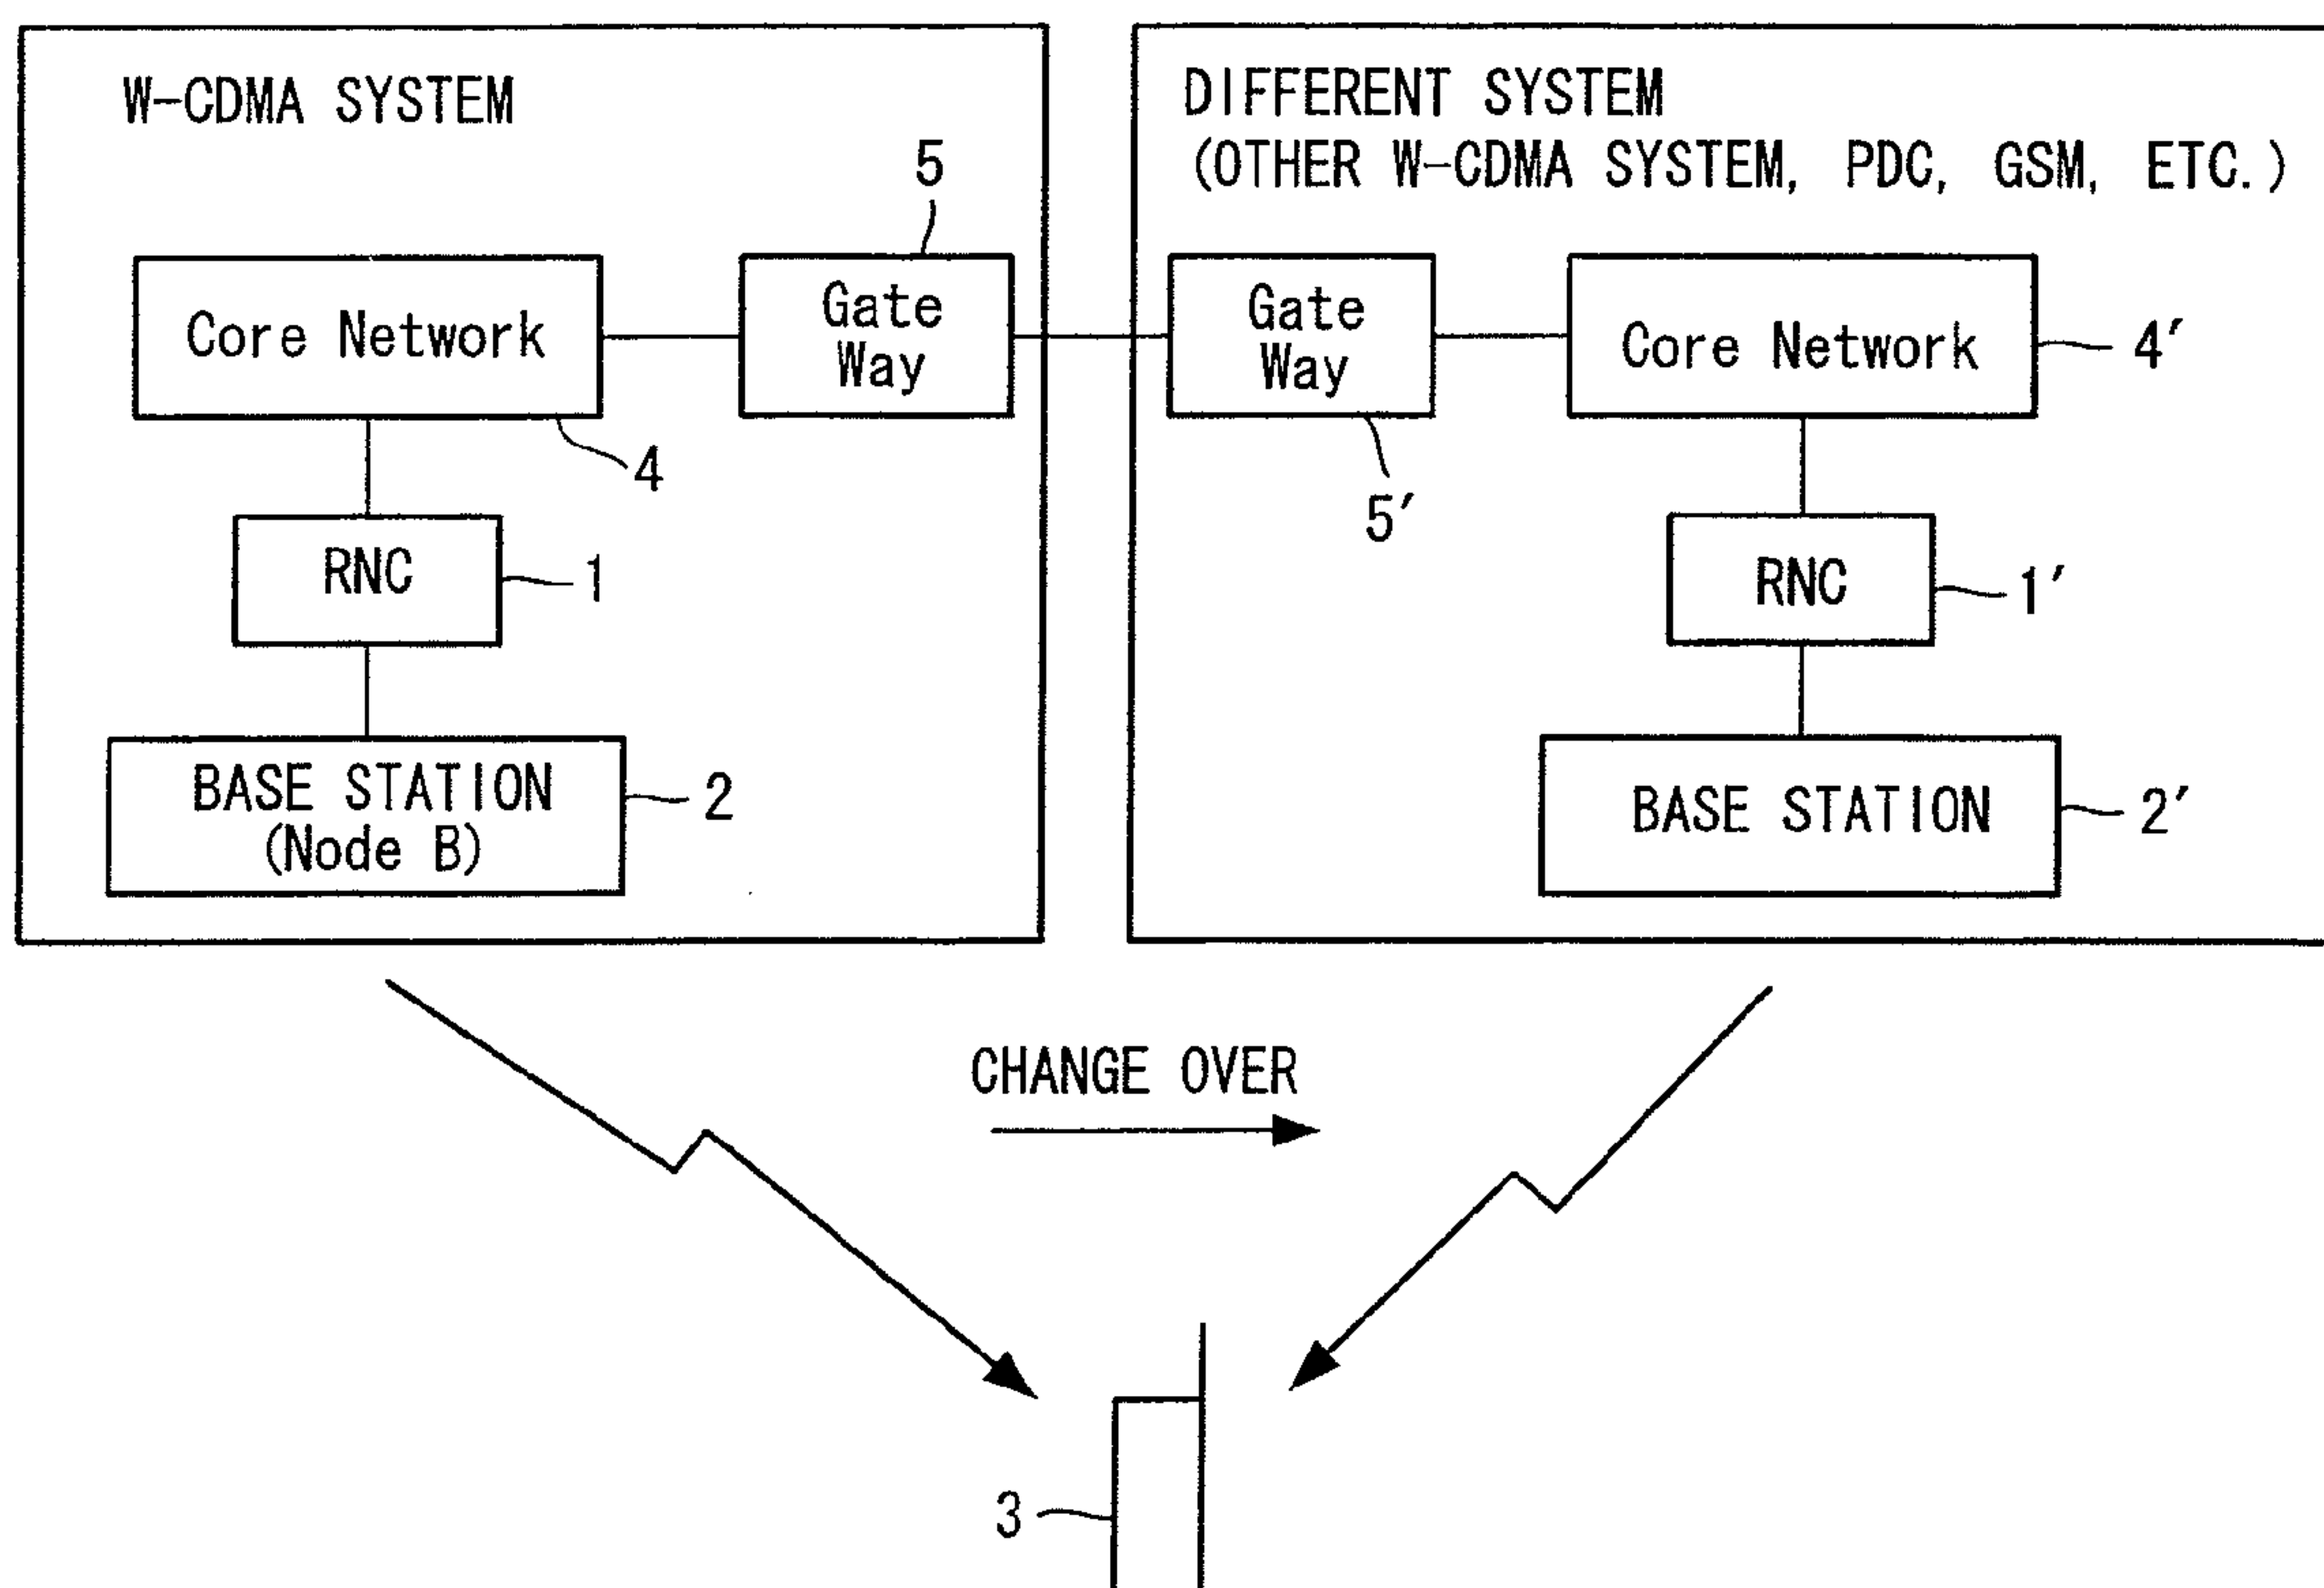 W-CDMA SYSTEM
5
Core Network
Gate
Way
4
RNC
1
BASE STATION
(Node B)
2
DIFFERENT SYSTEM
(OTHER W-CDMA SYSTEM, PDC, GSM, ETC.)
Gate
Way
Core Network
4′
5′
RNC
1′
BASE STATION
2′
CHANGE OVER
3